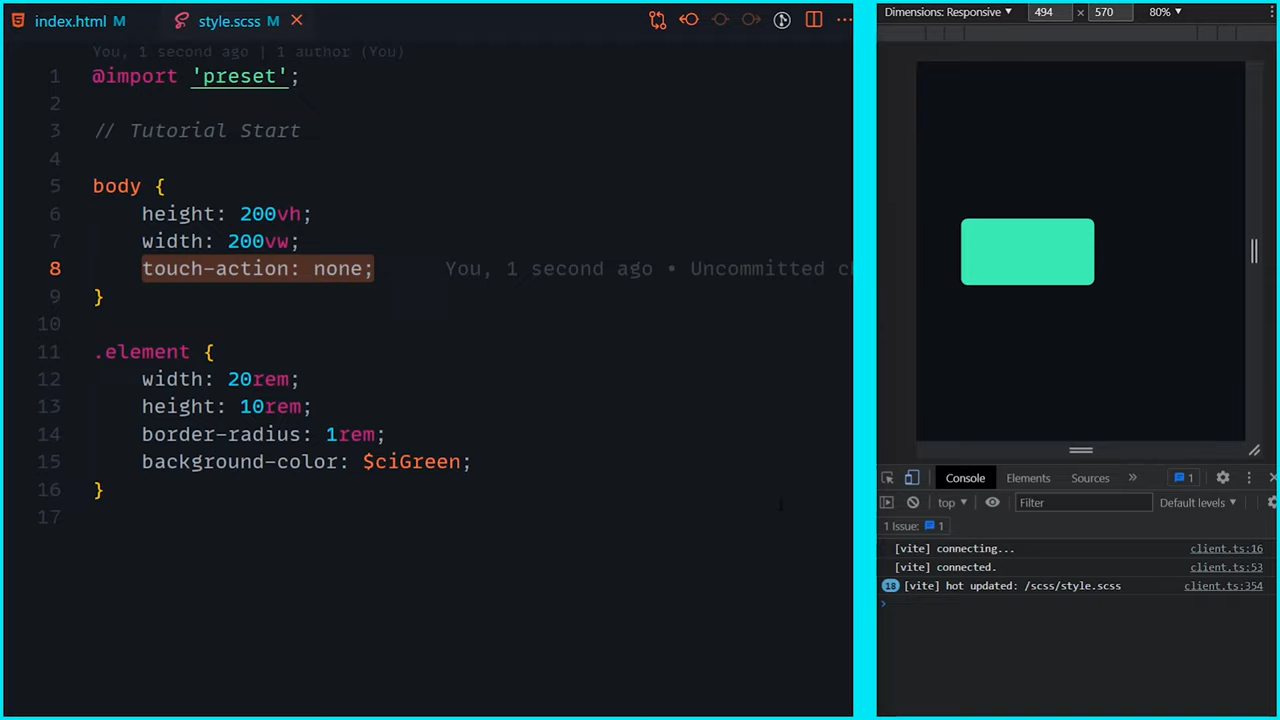 index.html M
style.scss M
You, 1 second ago | 1 author (You)
1 @import 'preset';
2
3 // Tutorial Start
4
5 body {
6 height: 200vh;
7 width: 200vw;
8 touch-action: none; You, 1 second ago • Uncommitted c
9 }
10
11 .element {
12 width: 20rem;
13 height: 10rem;
14 border-radius: 1rem;
15 background-color: $ciGreen;
16 }
17
Dimensions: Responsive ▼ 494 × 570 80% ▼
Console Elements Sources » 1
top ▼ Filter Default levels ▼
1 Issue: 1
[vite] connecting... client.ts:16
[vite] connected. client.ts:53
18 [vite] hot updated: /scss/style.scss client.ts:354